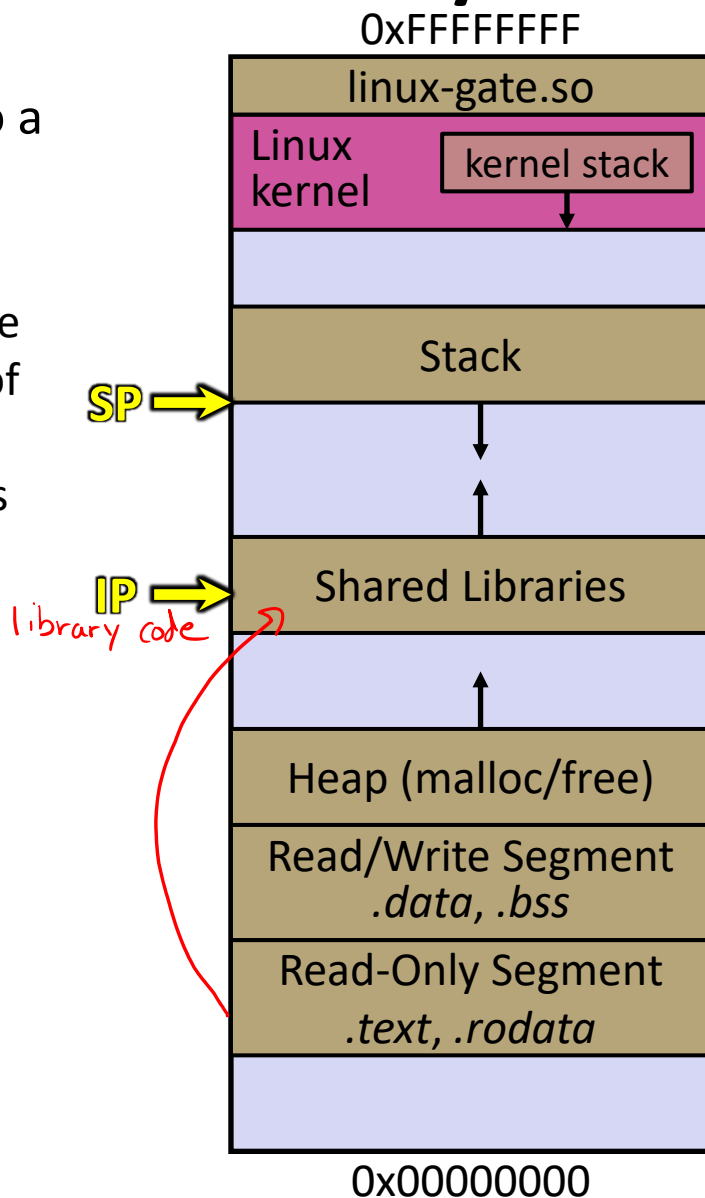 0xFFFFFFFF
linux-gate.so
o a
Linux
kernel
kernel stack
e
Stack
of
SP
s
Shared Libraries
IP
library code
Heap (malloc/free)
Read/Write Segment
.data, .bss
Read-Only Segment
.text, .rodata
0x00000000